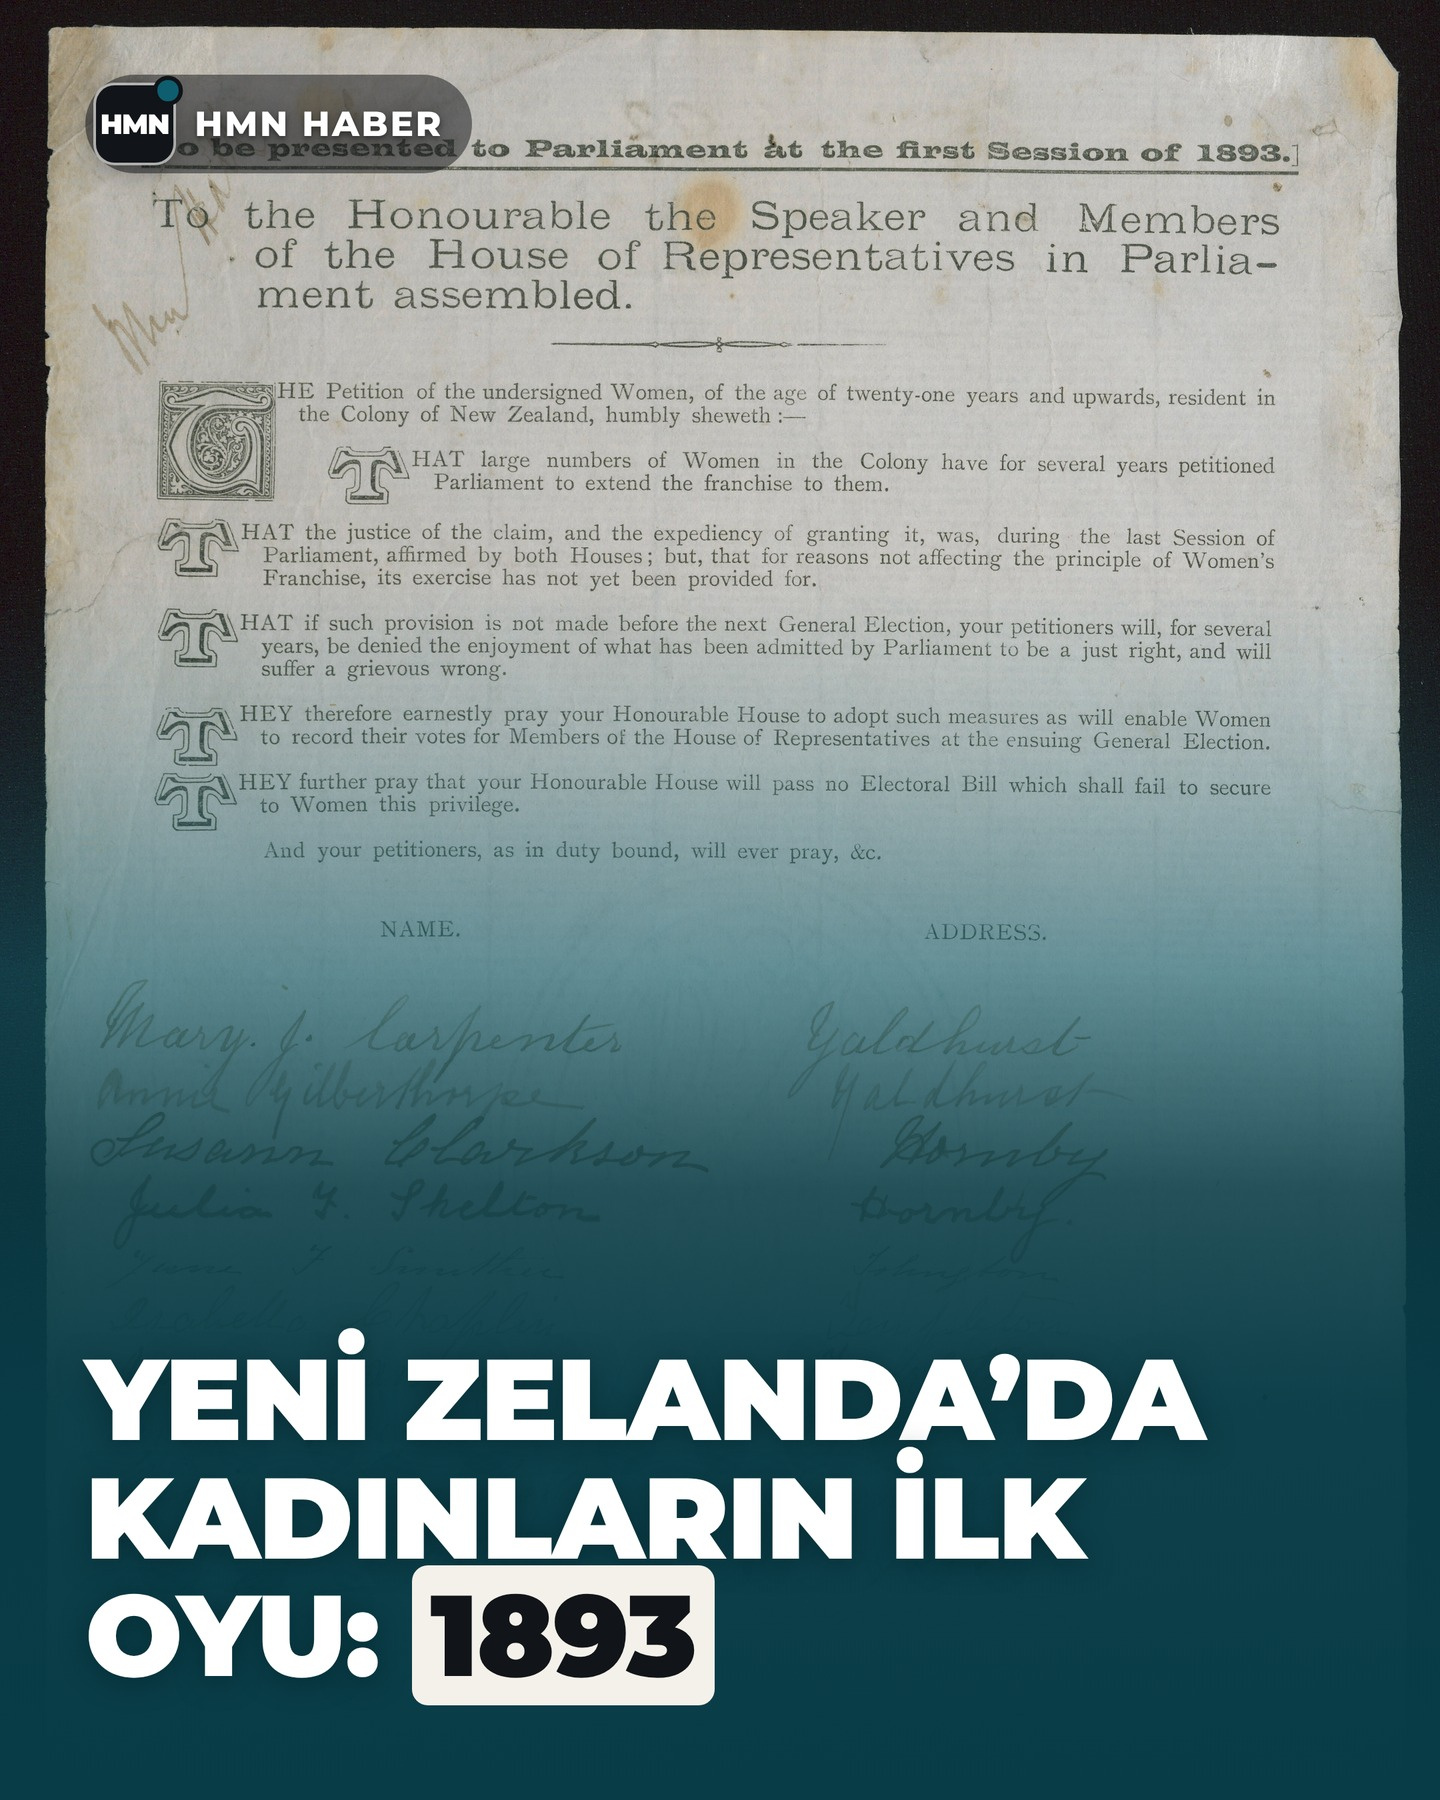 HMN HMN HABER
o be presented to Parliament at the first Session of 1893.]
To the Honourable the Speaker and Members
of the House of Representatives in Parlia-
ment assembled.
THE Petition of the undersigned Women, of the age of twenty-one years and upwards, resident in
the Colony of New Zealand, humbly sheweth :—
THAT large numbers of Women in the Colony have for several years petitioned
Parliament to extend the franchise to them.
THAT the justice of the claim, and the expediency of granting it, was, during the last Session of
Parliament, affirmed by both Houses; but, that for reasons not affecting the principle of Women's
Franchise, its exercise has not yet been provided for.
THAT if such provision is not made before the next General Election, your petitioners will, for several
years, be denied the enjoyment of what has been admitted by Parliament to be a just right, and will
suffer a grievous wrong.
THEY therefore earnestly pray your Honourable House to adopt such measures as will enable Women
to record their votes for Members of the House of Representatives at the ensuing General Election.
THEY further pray that your Honourable House will pass no Electoral Bill which shall fail to secure
to Women this privilege.
And your petitioners, as in duty bound, will ever pray, &c.
NAME. ADDRESS.
Mary. J. Carpenter Yaldhurst
Annie Gilberthorpe Yaldhurst
Susann Clarkson Hornby
Julia F. Shelton Hornby.
YENİ ZELANDA’DA
KADINLARIN İLK
OYU: 1893